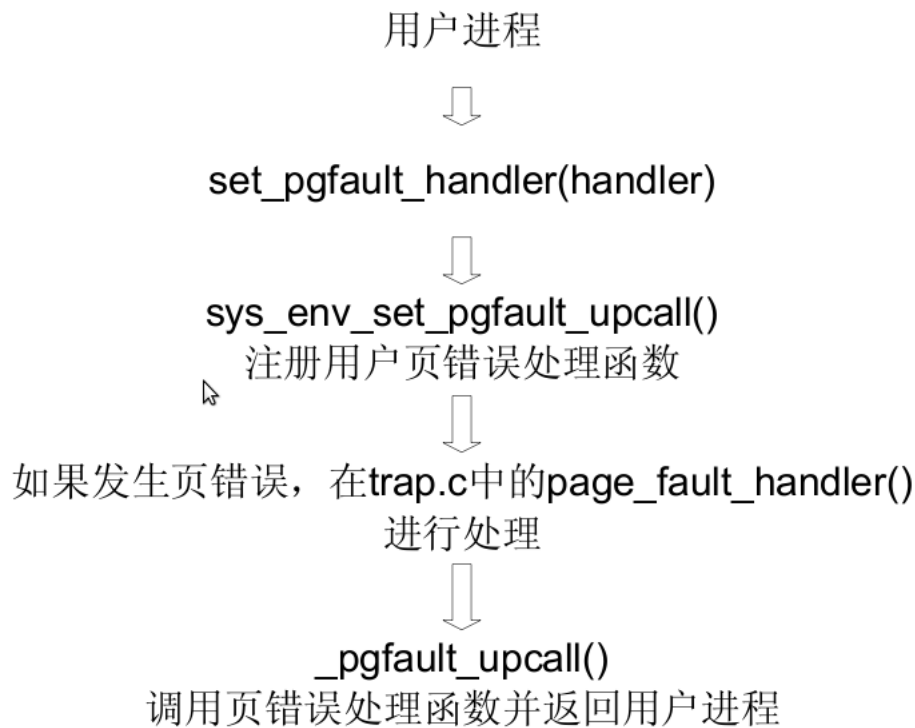 用户进程
set_pgfault_handler(handler)
sys_env_set_pgfault_upcall()
注册用户页错误处理函数
如果发生页错误，在trap.c中的page_fault_handler()
进行处理
_pgfault_upcall()
调用页错误处理函数并返回用户进程